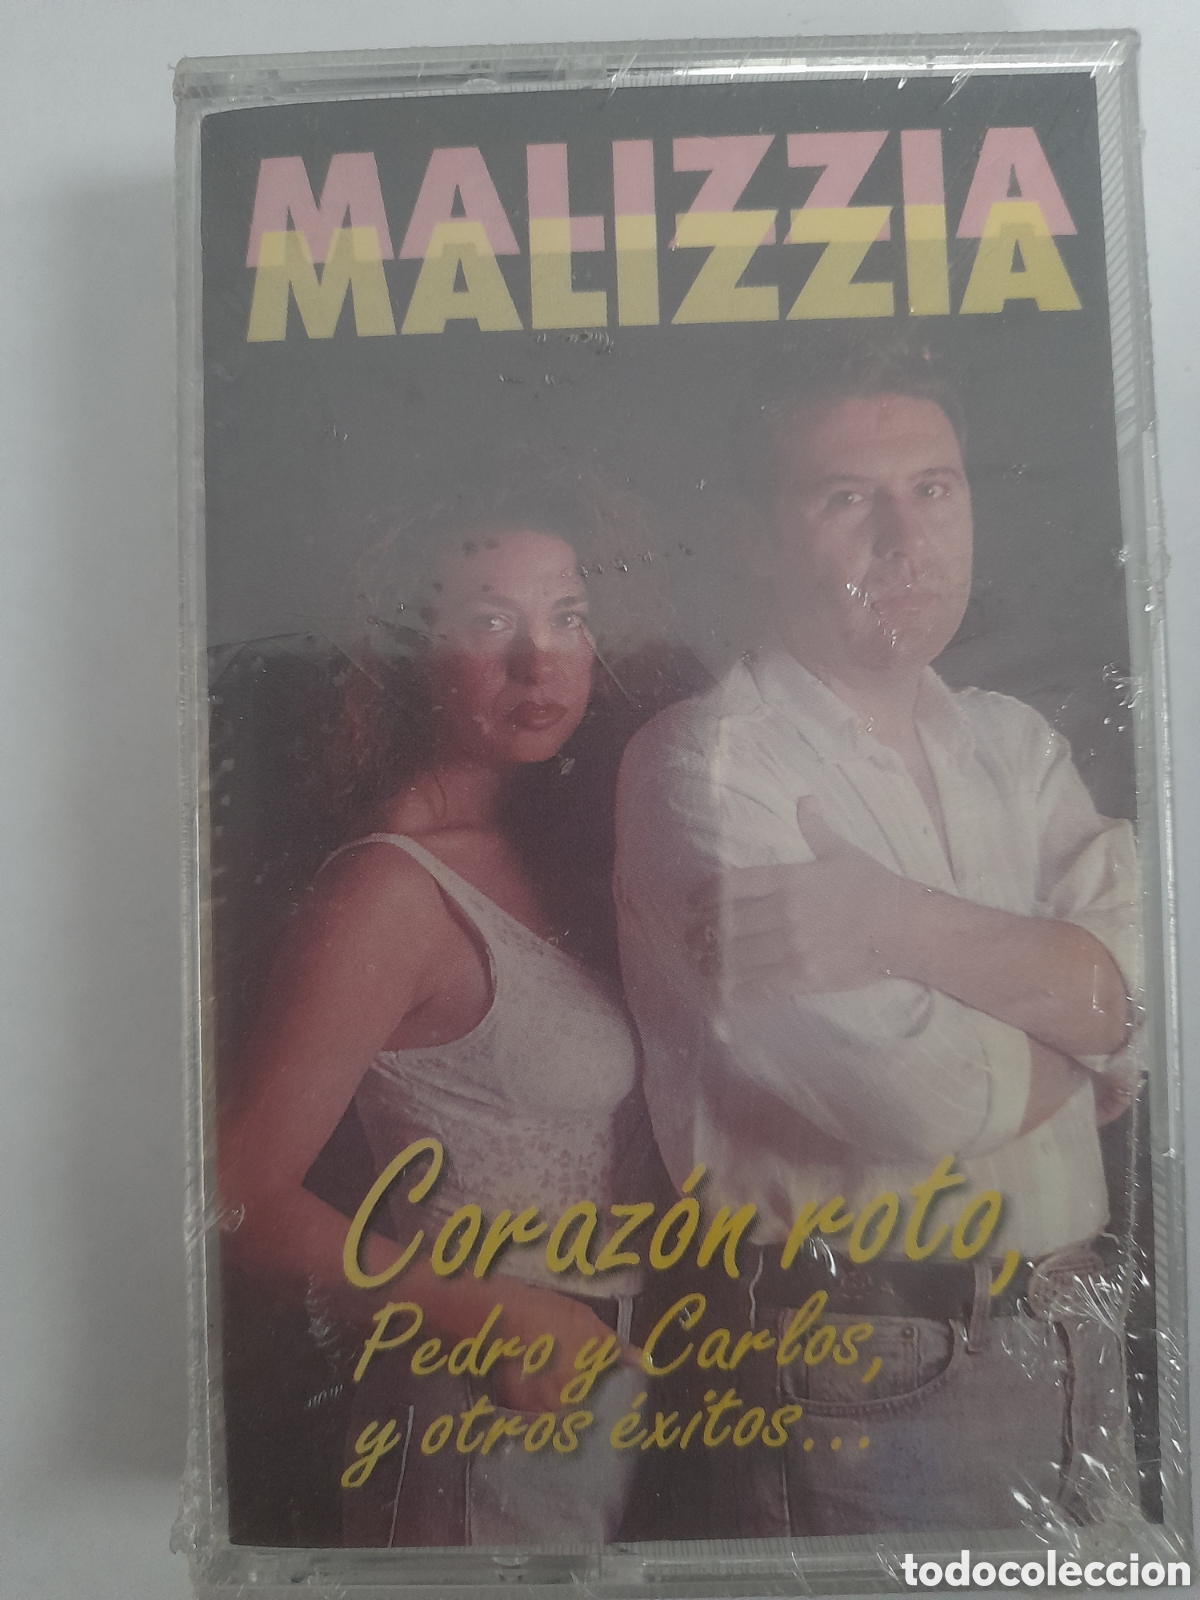 MALIZZIA
MALIZZIA
Corazón roto,
Pedro y Carlos,
y otros éxitos...
todocoleccion